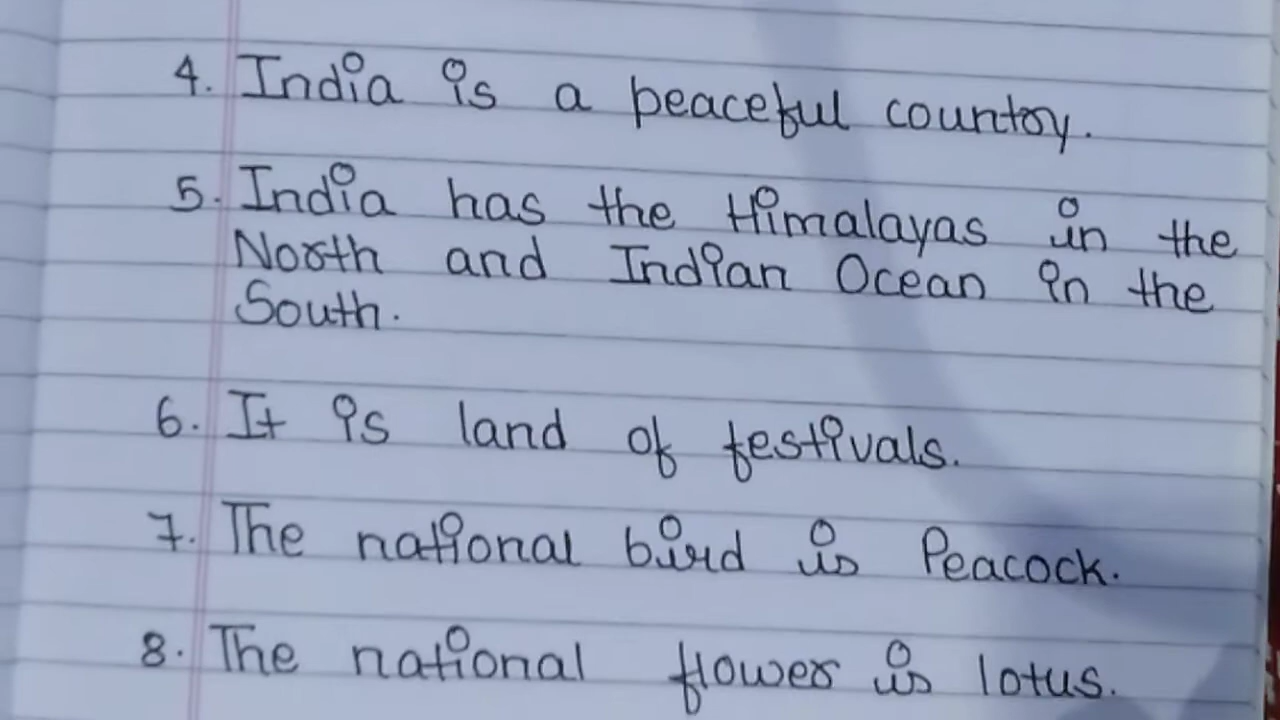 4. India is a peaceful country.
5. India has the Himalayas in the
North and Indian Ocean in the
South.
6. It is land of festivals.
7. The national bird is Peacock.
8. The national flower is lotus.